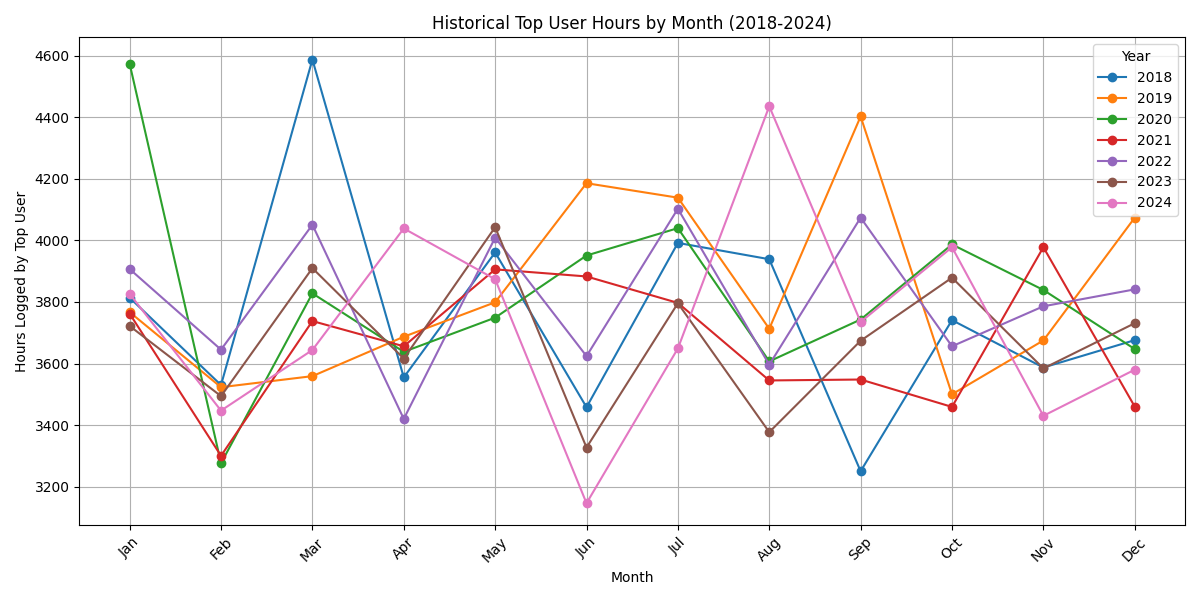 Historical Top User Hours by Month (2018-2024)
Hours Logged by Top User
4600
4400
4200
4000
3800
3600
3400
3200
Year
2018
2019
2020
2021
2022
2023
2024
Jan
Feb
Mar
Apr
May
Jun
Jul
Aug
Sep
Oct
Nov
Dec
Month